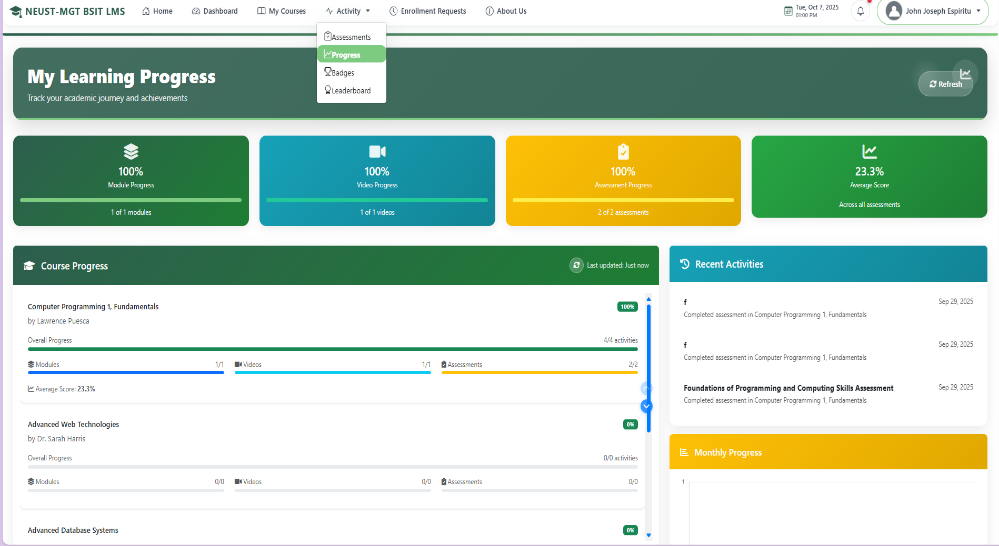 NEUST-MGT BSIT LMS Home Dashboard My Courses Activity Enrollment Requests About Us Tue, Oct 7, 2025 John Joseph Espiritu
01:00 PM
Assessments
Progress
Badges
Leaderboard
My Learning Progress
Track your academic journey and achievements
Refresh
100%
Module Progress
1 of 1 modules
100%
Video Progress
1 of 1 videos
100%
Assessment Progress
2 of 2 assessments
23.3%
Average Score
Across all assessments
Course Progress Last updated: Just now
Computer Programming 1, Fundamentals 100%
by Lawrence Puesca
Overall Progress 4/4 activities
Modules 1/1 Videos 1/1 Assessments 2/2
Average Score: 23.3%
Advanced Web Technologies 0%
by Dr. Sarah Harris
Overall Progress 0/0 activities
Modules 0/0 Videos 0/0 Assessments 0/0
Advanced Database Systems 0%
Recent Activities
f Sep 29, 2025
Completed assessment in Computer Programming 1, Fundamentals
f Sep 29, 2025
Completed assessment in Computer Programming 1, Fundamentals
Foundations of Programming and Computing Skills Assessment Sep 29, 2025
Completed assessment in Computer Programming 1, Fundamentals
Monthly Progress
1